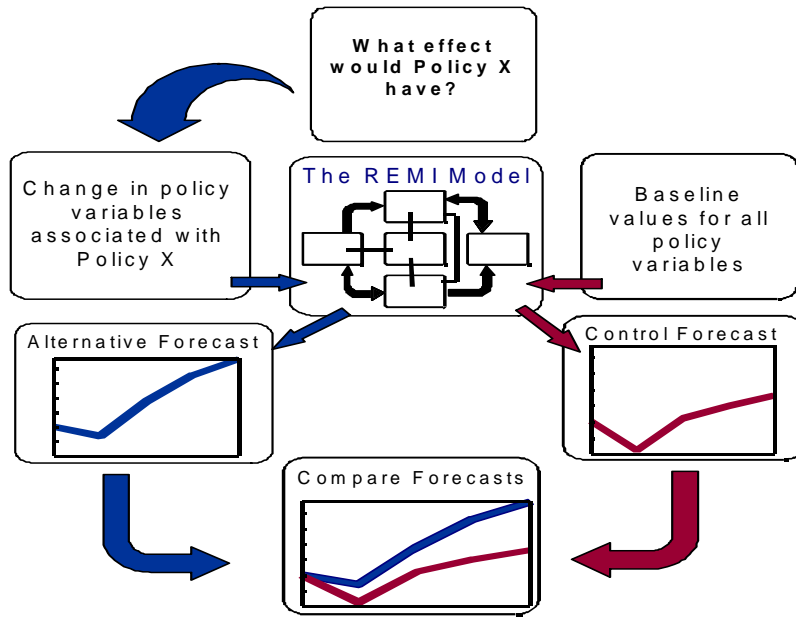 What effect
would Policy X
have?
Change in policy
variables
associated with
Policy X
The REMI Model
Baseline
values for all
policy
variables
Alternative Forecast
Control Forecast
Compare Forecasts